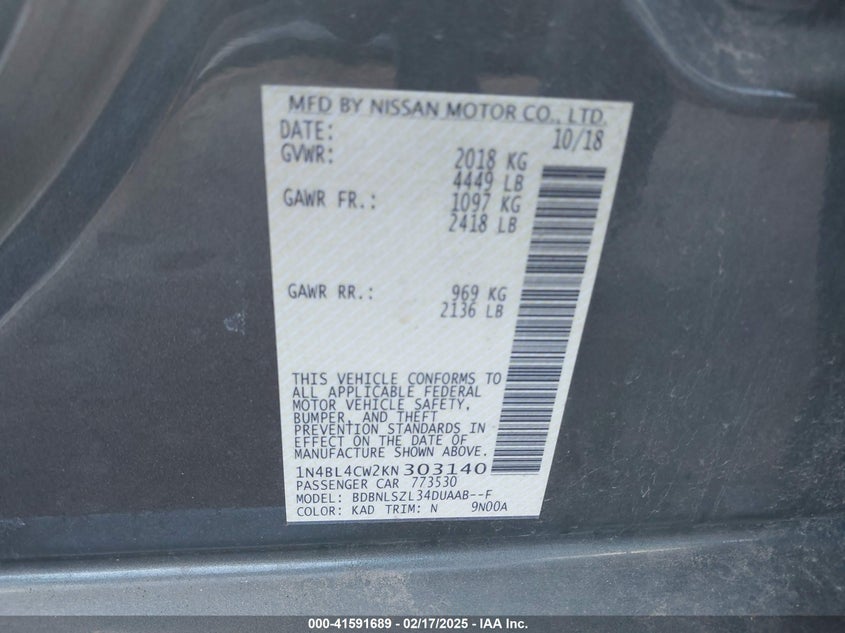 MFD BY NISSAN MOTOR CO., LTD.
DATE: 10/18
GVWR: 2018 KG
4449 LB
GAWR FR.: 1097 KG
2418 LB
GAWR RR.: 969 KG
2136 LB
THIS VEHICLE CONFORMS TO
ALL APPLICABLE FEDERAL
MOTOR VEHICLE SAFETY,
BUMPER, AND THEFT
PREVENTION STANDARDS IN
EFFECT ON THE DATE OF
MANUFACTURE SHOWN ABOVE.
1N4BL4CW2KN303140
PASSENGER CAR 773530
MODEL: BDBNLSZL34DUAAB--F
COLOR: KAD TRIM: N 9N00A
000-41591689 - 02/17/2025 - IAA Inc.